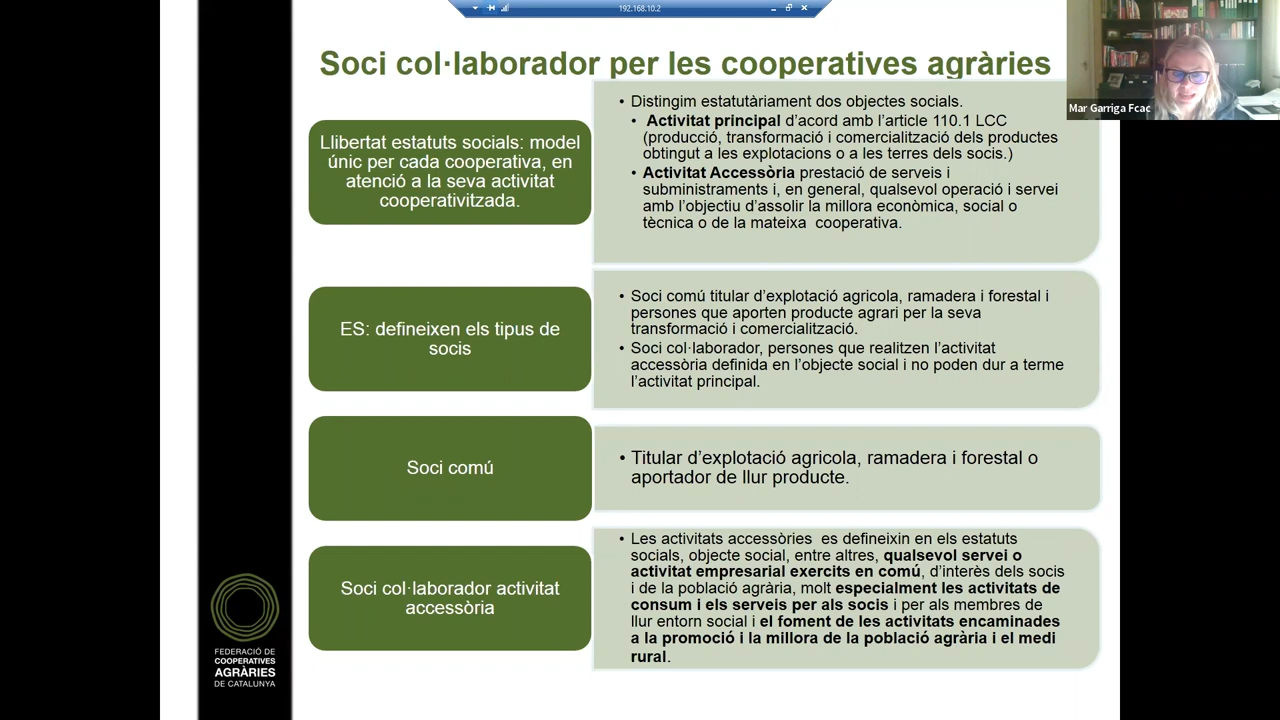 192.168.10.2
Soci col·laborador per les cooperatives agràries
Mar Garriga Fcac
Llibertat estatuts socials: model
únic per cada cooperativa, en
atenció a la seva activitat
cooperativitzada.
• Distingim estatutàriament dos objectes socials.
• Activitat principal d’acord amb l’article 110.1 LCC
(producció, transformació i comercialització dels productes
obtingut a les explotacions o a les terres dels socis.)
• Activitat Accessòria prestació de serveis i
subministraments i, en general, qualsevol operació i servei
amb l’objectiu d’assolir la millora econòmica, social o
tècnica o de la mateixa cooperativa.
ES: defineixen els tipus de
socis
• Soci comú titular d’explotació agricola, ramadera i forestal i
persones que aporten producte agrari per la seva
transformació i comercialització.
• Soci col·laborador, persones que realitzen l’activitat
accessòria definida en l’objecte social i no poden dur a terme
l’activitat principal.
Soci comú
• Titular d’explotació agricola, ramadera i forestal o
aportador de llur producte.
Soci col·laborador activitat
accessòria
• Les activitats accessòries es defineixin en els estatuts
socials, objecte social, entre altres, qualsevol servei o
activitat empresarial exercits en comú, d’interès dels socis
i de la població agrària, molt especialment les activitats de
consum i els serveis per als socis i per als membres de
llur entorn social i el foment de les activitats encaminades
a la promoció i la millora de la població agrària i el medi
rural.
FEDERACIÓ DE
COOPERATIVES
AGRÀRIES
DE CATALUNYA